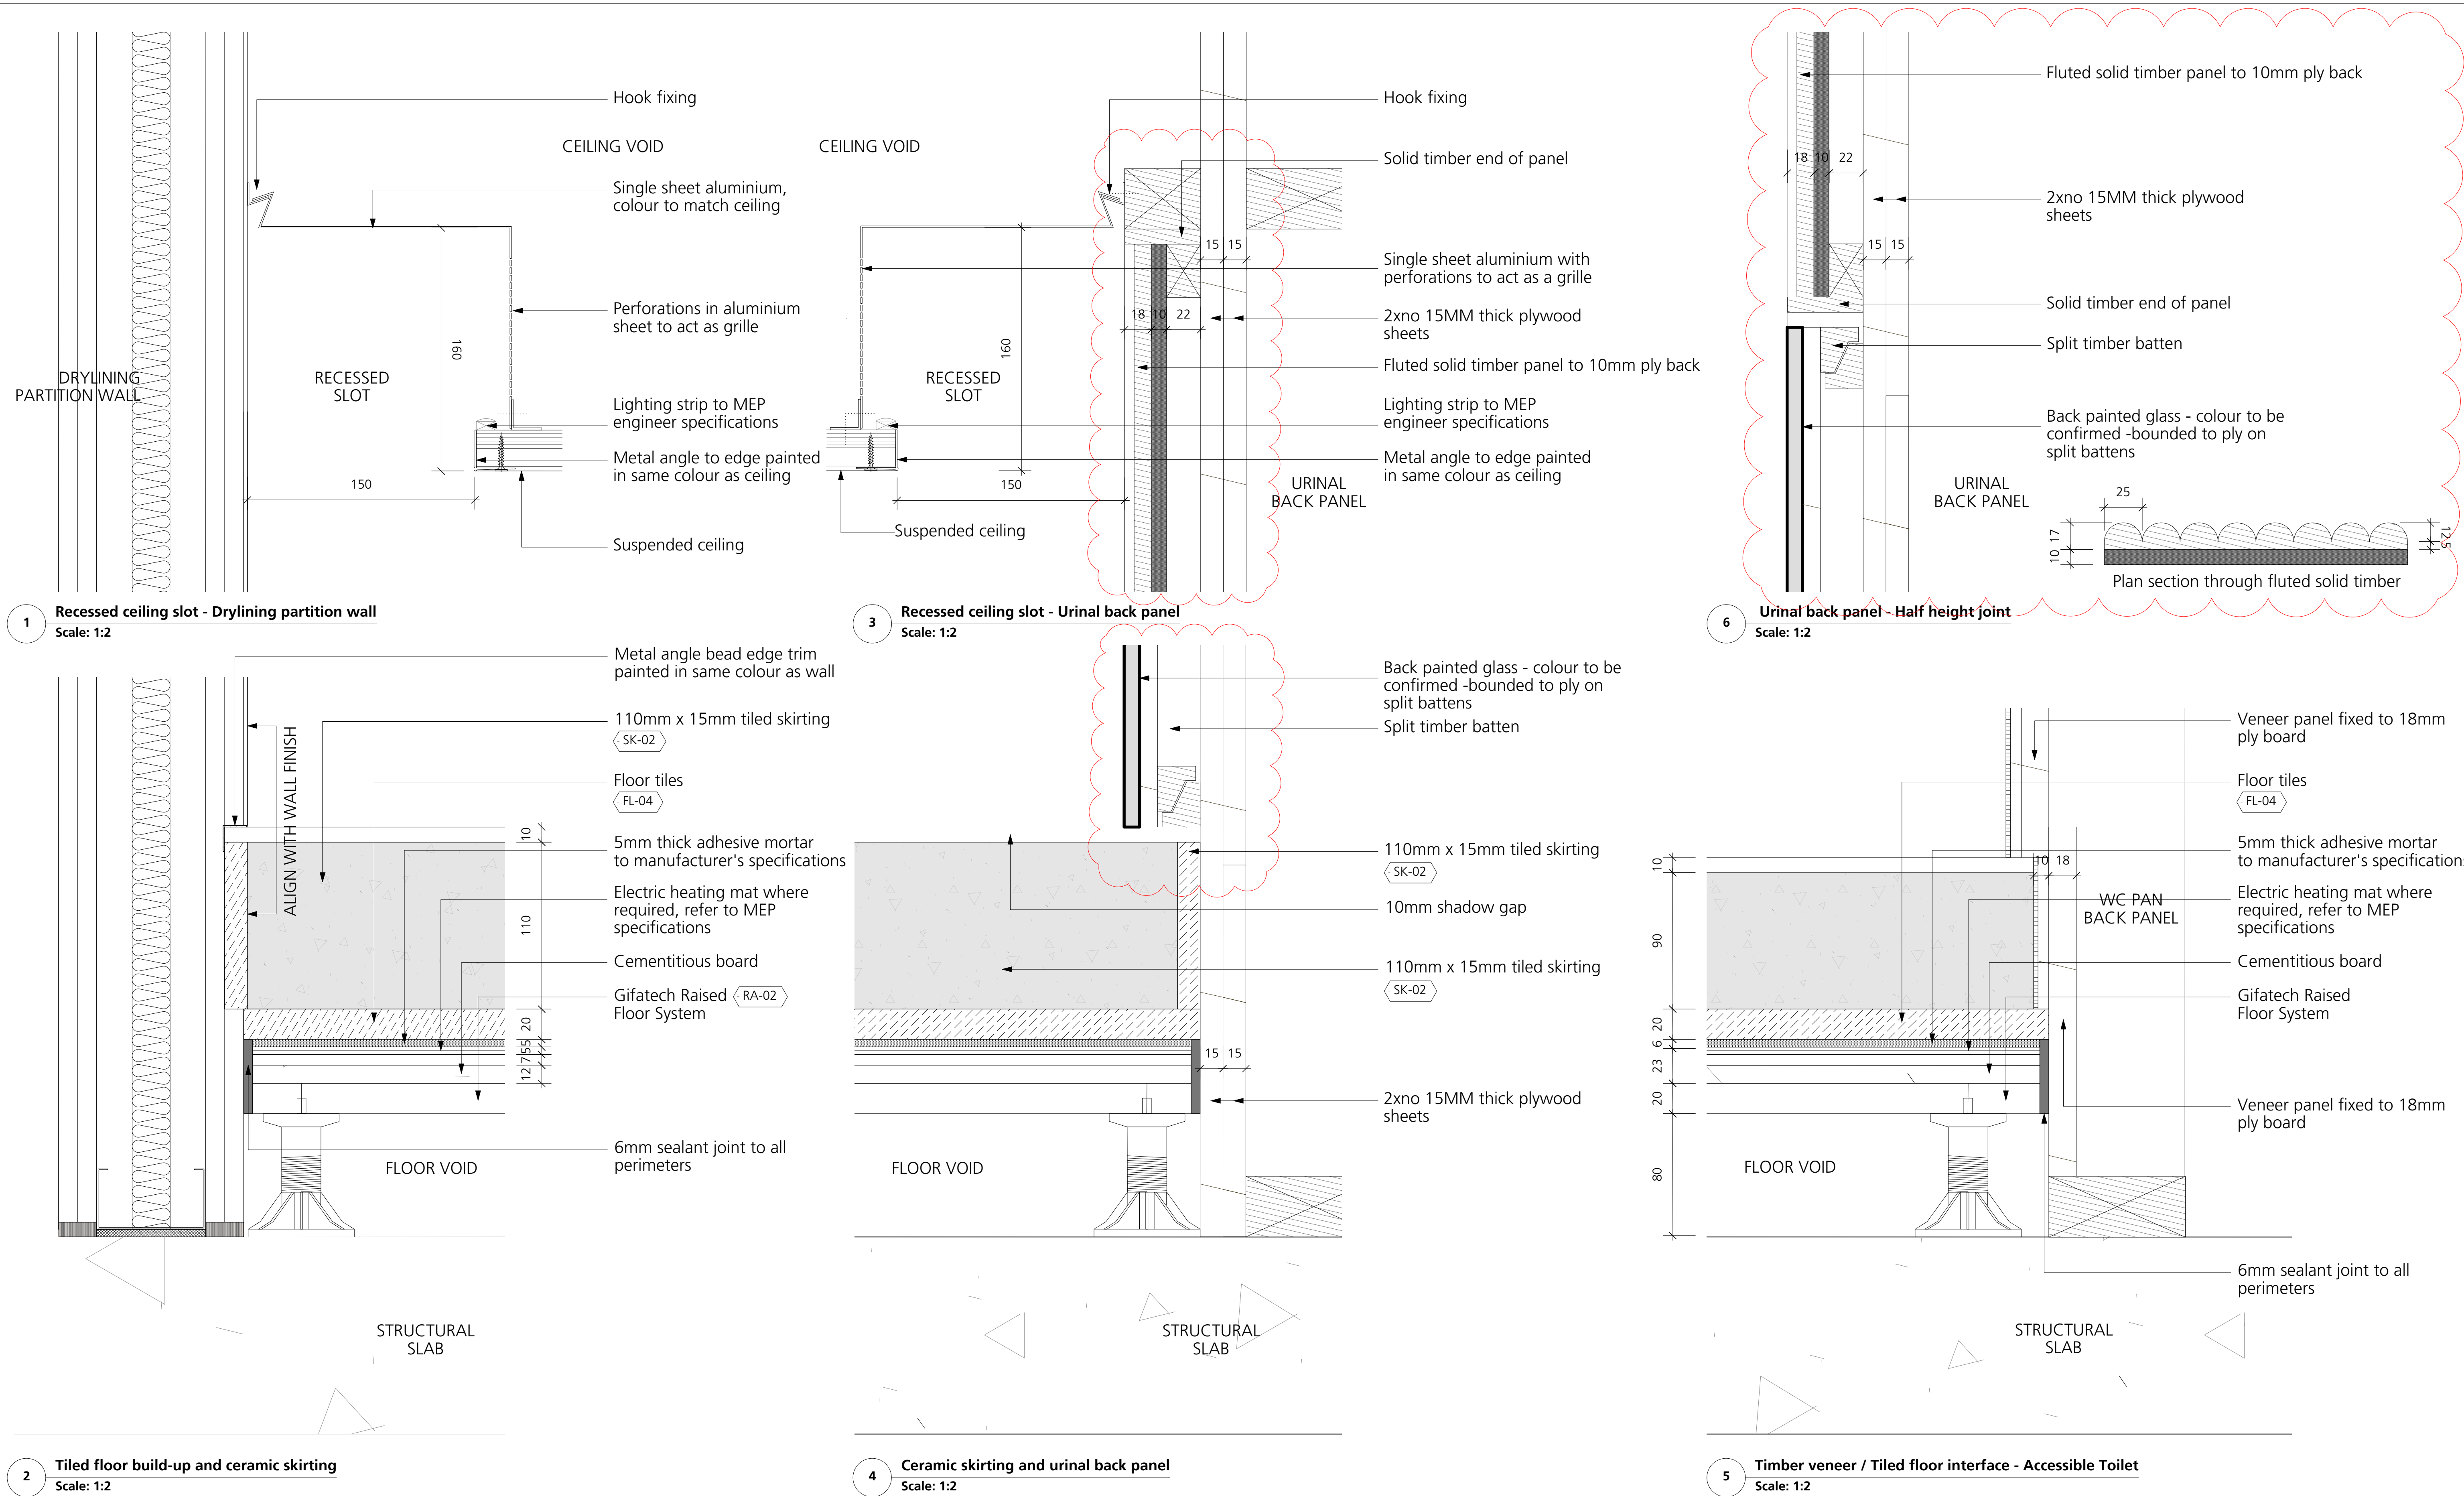 Hook fixing
CEILING VOID
Single sheet aluminium,
colour to match ceiling
Perforations in aluminium
sheet to act as grille
160
DRYLINING
PARTITION WALL
RECESSED
SLOT
Lighting strip to MEP
engineer specifications
Metal angle to edge painted
in same colour as ceiling
150
Suspended ceiling
1
Recessed ceiling slot - Drylining partition wall
Scale: 1:2
CEILING VOID
Hook fixing
Solid timber end of panel
15 15
Single sheet aluminium with
perforations to act as a grille
18 10 22
2xno 15MM thick plywood
sheets
160
Fluted solid timber panel to 10mm ply back
RECESSED
SLOT
Lighting strip to MEP
engineer specifications
Metal angle to edge painted
in same colour as ceiling
150
URINAL
BACK PANEL
Suspended ceiling
3
Recessed ceiling slot - Urinal back panel
Scale: 1:2
Fluted solid timber panel to 10mm ply back
18 10 22
2xno 15MM thick plywood
sheets
15 15
Solid timber end of panel
Split timber batten
Back painted glass - colour to be
confirmed -bounded to ply on
split battens
URINAL
BACK PANEL
25
17
10
12.5
Plan section through fluted solid timber
6
Urinal back panel - Half height joint
Scale: 1:2
Metal angle bead edge trim
painted in same colour as wall
110mm x 15mm tiled skirting
- SK-02
ALIGN WITH WALL FINISH
Floor tiles
- FL-04
10
5mm thick adhesive mortar
to manufacturer's specifications
Electric heating mat where
required, refer to MEP
specifications
110
Cementitious board
Gifatech Raised
Floor System
- RA-02
20
5
5
7
12
6mm sealant joint to all
perimeters
FLOOR VOID
STRUCTURAL
SLAB
2
Tiled floor build-up and ceramic skirting
Scale: 1:2
Back painted glass - colour to be
confirmed -bounded to ply on
split battens
Split timber batten
110mm x 15mm tiled skirting
- SK-02
10mm shadow gap
110mm x 15mm tiled skirting
- SK-02
15 15
2xno 15MM thick plywood
sheets
FLOOR VOID
STRUCTURAL
SLAB
4
Ceramic skirting and urinal back panel
Scale: 1:2
Veneer panel fixed to 18mm
ply board
Floor tiles
- FL-04
5mm thick adhesive mortar
to manufacturer's specification
10
10 18
Electric heating mat where
required, refer to MEP
specifications
WC PAN
BACK PANEL
90
Cementitious board
Gifatech Raised
Floor System
20
6
23
20
Veneer panel fixed to 18mm
ply board
FLOOR VOID
80
6mm sealant joint to all
perimeters
STRUCTURAL
SLAB
5
Timber veneer / Tiled floor interface - Accessible Toilet
Scale: 1:2